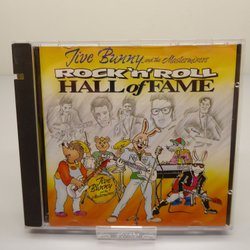 Jive Bunny and the Mastermixers
ROCK 'n' ROLL
HALL of FAME
Jive
Bunny